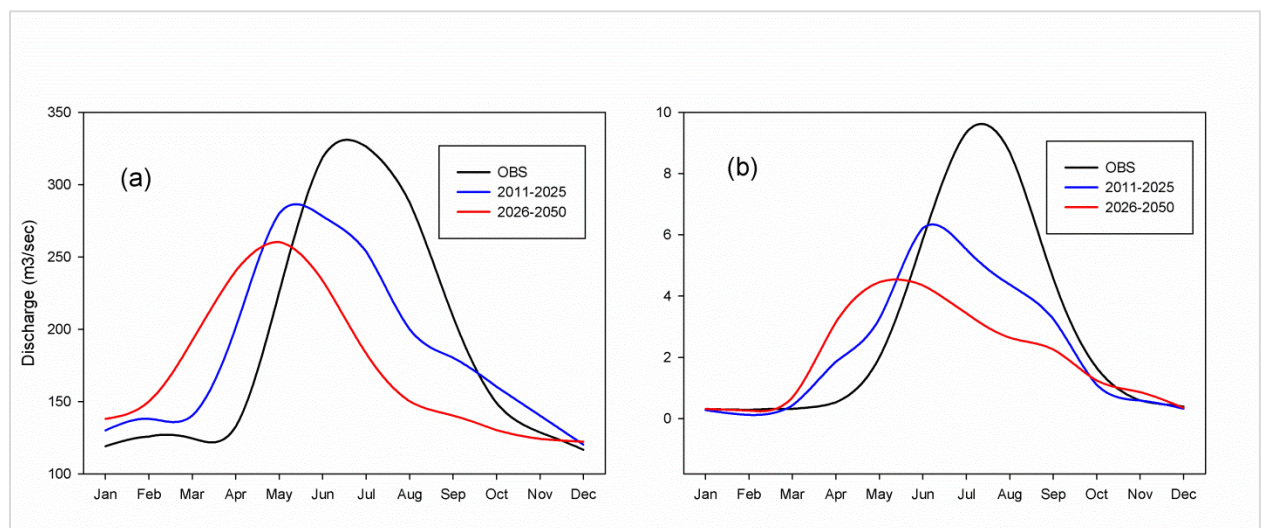 (a)
OBS
2011-2025
2026-2050
Discharge (m3/sec)
350
300
250
200
150
100
Jan Feb Mar Apr May Jun Jul Aug Sep Oct Nov Dec
(b)
OBS
2011-2025
2026-2050
10
8
6
4
2
0
Jan Feb Mar Apr May Jun Jul Aug Sep Oct Nov Dec